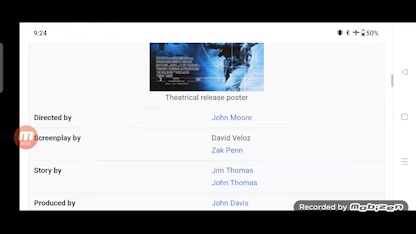 9:24
50%
Theatrical release poster
Directed by John Moore
Screenplay by David Veloz
Zak Penn
Story by Jim Thomas
John Thomas
Produced by John Davis
Recorded by Mobizen